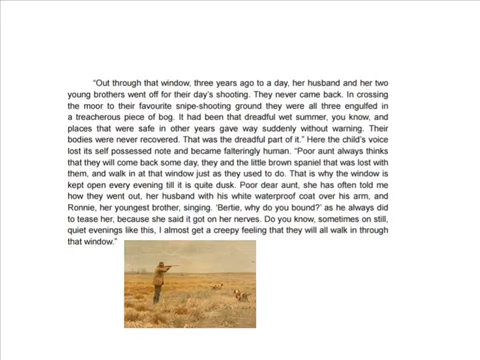 “Out through that window, three years ago to a day, her husband and her two
young brothers went off for their day’s shooting. They never came back. In crossing
the moor to their favourite snipe-shooting ground they were all three engulfed in
a treacherous piece of bog. It had been that dreadful wet summer, you know, and
places that were safe in other years gave way suddenly without warning. Their
bodies were never recovered. That was the dreadful part of it.” Here the child’s voice
lost its self possessed note and became falteringly human. “Poor aunt always thinks
that they will come back some day, they and the little brown spaniel that was lost with
them, and walk in at that window just as they used to do. That is why the window is
kept open every evening till it is quite dusk. Poor dear aunt, she has often told me
how they went out, her husband with his white waterproof coat over his arm, and
Ronnie, her youngest brother, singing. ‘Bertie, why do you bound?’ as he always did
to tease her, because she said it got on her nerves. Do you know, sometimes on still,
quiet evenings like this, I almost get a creepy feeling that they will all walk in through
that window.”